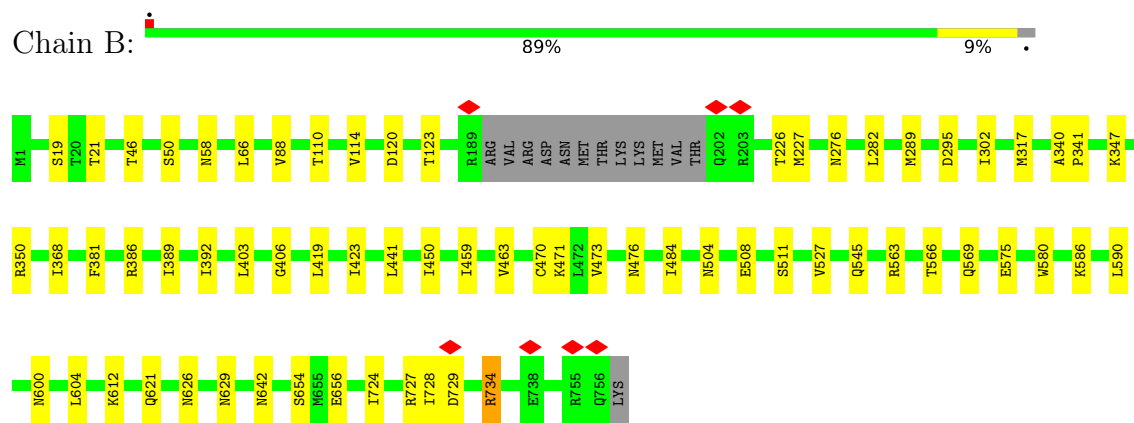 Chain B:
89%
9%
M1 S19 T20 T21 T46 S50 N58 L66 V88 T110 V114 D120 T123 R189 ARG VAL ARG ASP ASN MET THR LYS LYS MET VAL THR Q202 R203 T226 M227 N276 L282 M289 D295 I302 M317 A340 P341 K347
R350 I368 F381 R386 I389 I392 L403 G406 L419 I423 L441 I450 I459 V463 C470 K471 L472 V473 N476 I484 N504 E508 S511 V527 Q545 R563 T566 Q569 E575 W580 K586 L590
N600 L604 K612 Q621 N626 N629 N642 S654 M655 E656 I724 R727 I728 D729 R734 E738 R755 Q756 LYS